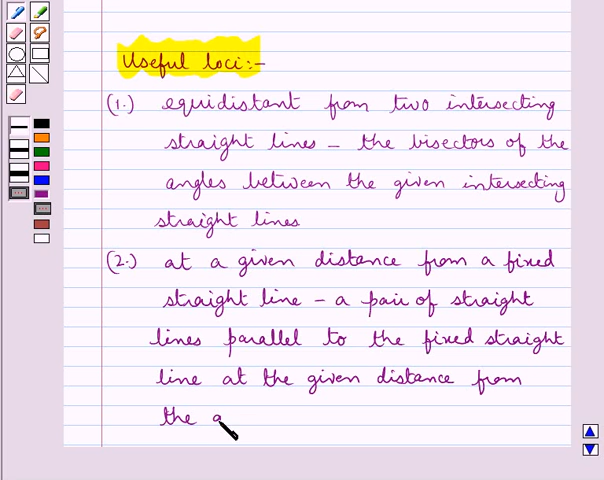 Useful loci:-
(1.) equidistant from two intersecting
straight lines - the bisectors of the
angles between the given intersecting
straight lines
(2.) at a given distance from a fixed
straight line - a pair of straight
lines parallel to the fixed straight
line at the given distance from
the